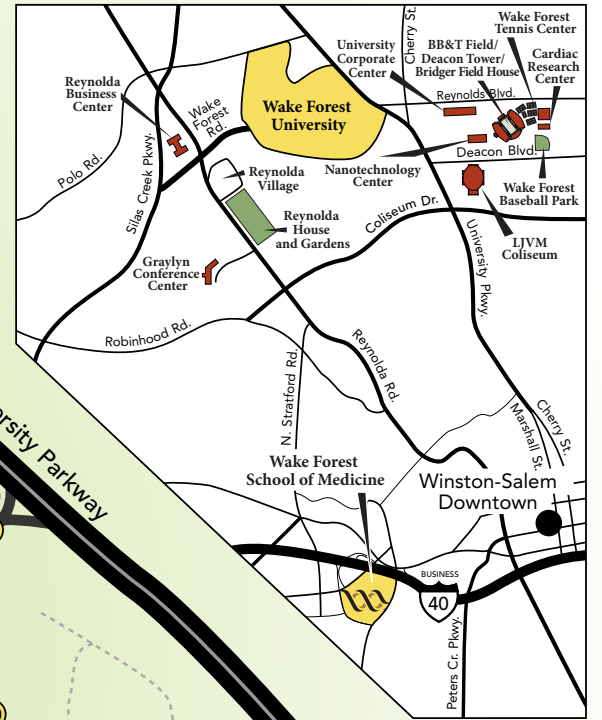 Cherry St.
Wake Forest
Tennis Center
University
Corporate
Center
BB&T Field/
Deacon Tower/
Bridger Field House
Cardiac
Research
Center
Reynolda
Business
Center
Wake
Forest
Rd.
Wake Forest
University
Reynolds Blvd.
Deacon Blvd.
Polo Rd.
Silas Creek Pkwy.
Reynolda
Village
Nanotechnology
Center
Wake Forest
Baseball Park
Reynolda
House
and Gardens
Coliseum Dr.
LJVM
Coliseum
University Pkwy.
Graylyn
Conference
Center
Robinhood Rd.
Reynolda Rd.
N. Stratford Rd.
Cherry St.
Marshall St.
Wake Forest
School of Medicine
Winston-Salem
Downtown
BUSINESS
40
Peters Cr. Pkwy.
ersity Parkway